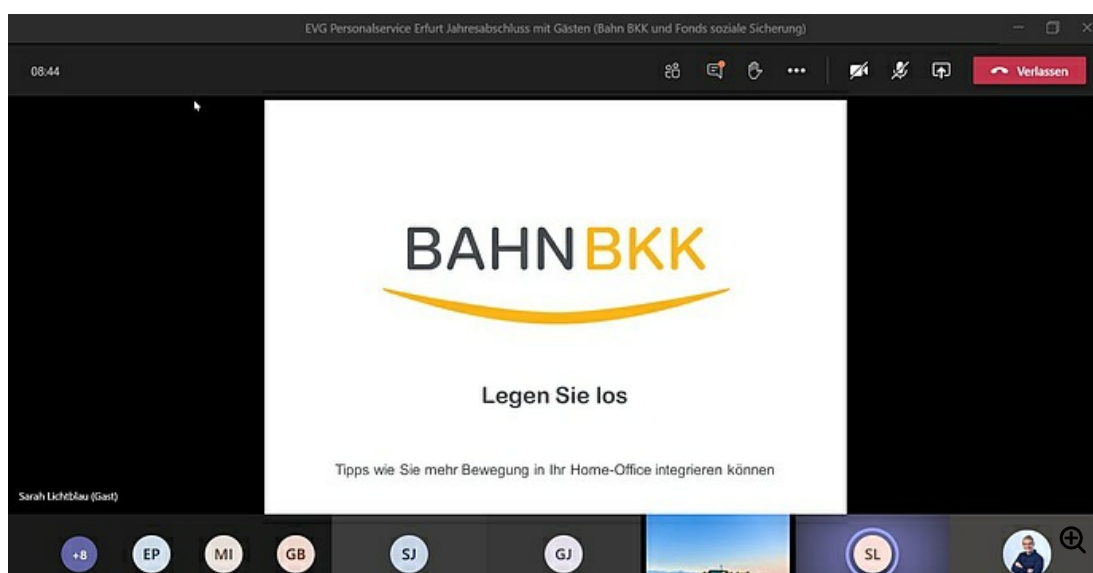 EVG Personalservice Erfurt Jahresabschluss mit Gästen (Bahn BKK und Fonds soziale Sicherung)
08:44
Verlassen
BAHNBKK
Legen Sie los
Tipps wie Sie mehr Bewegung in Ihr Home-Office integrieren können
Sarah Lichtblau (Gast)
+8 EP MI GB SJ GJ SL